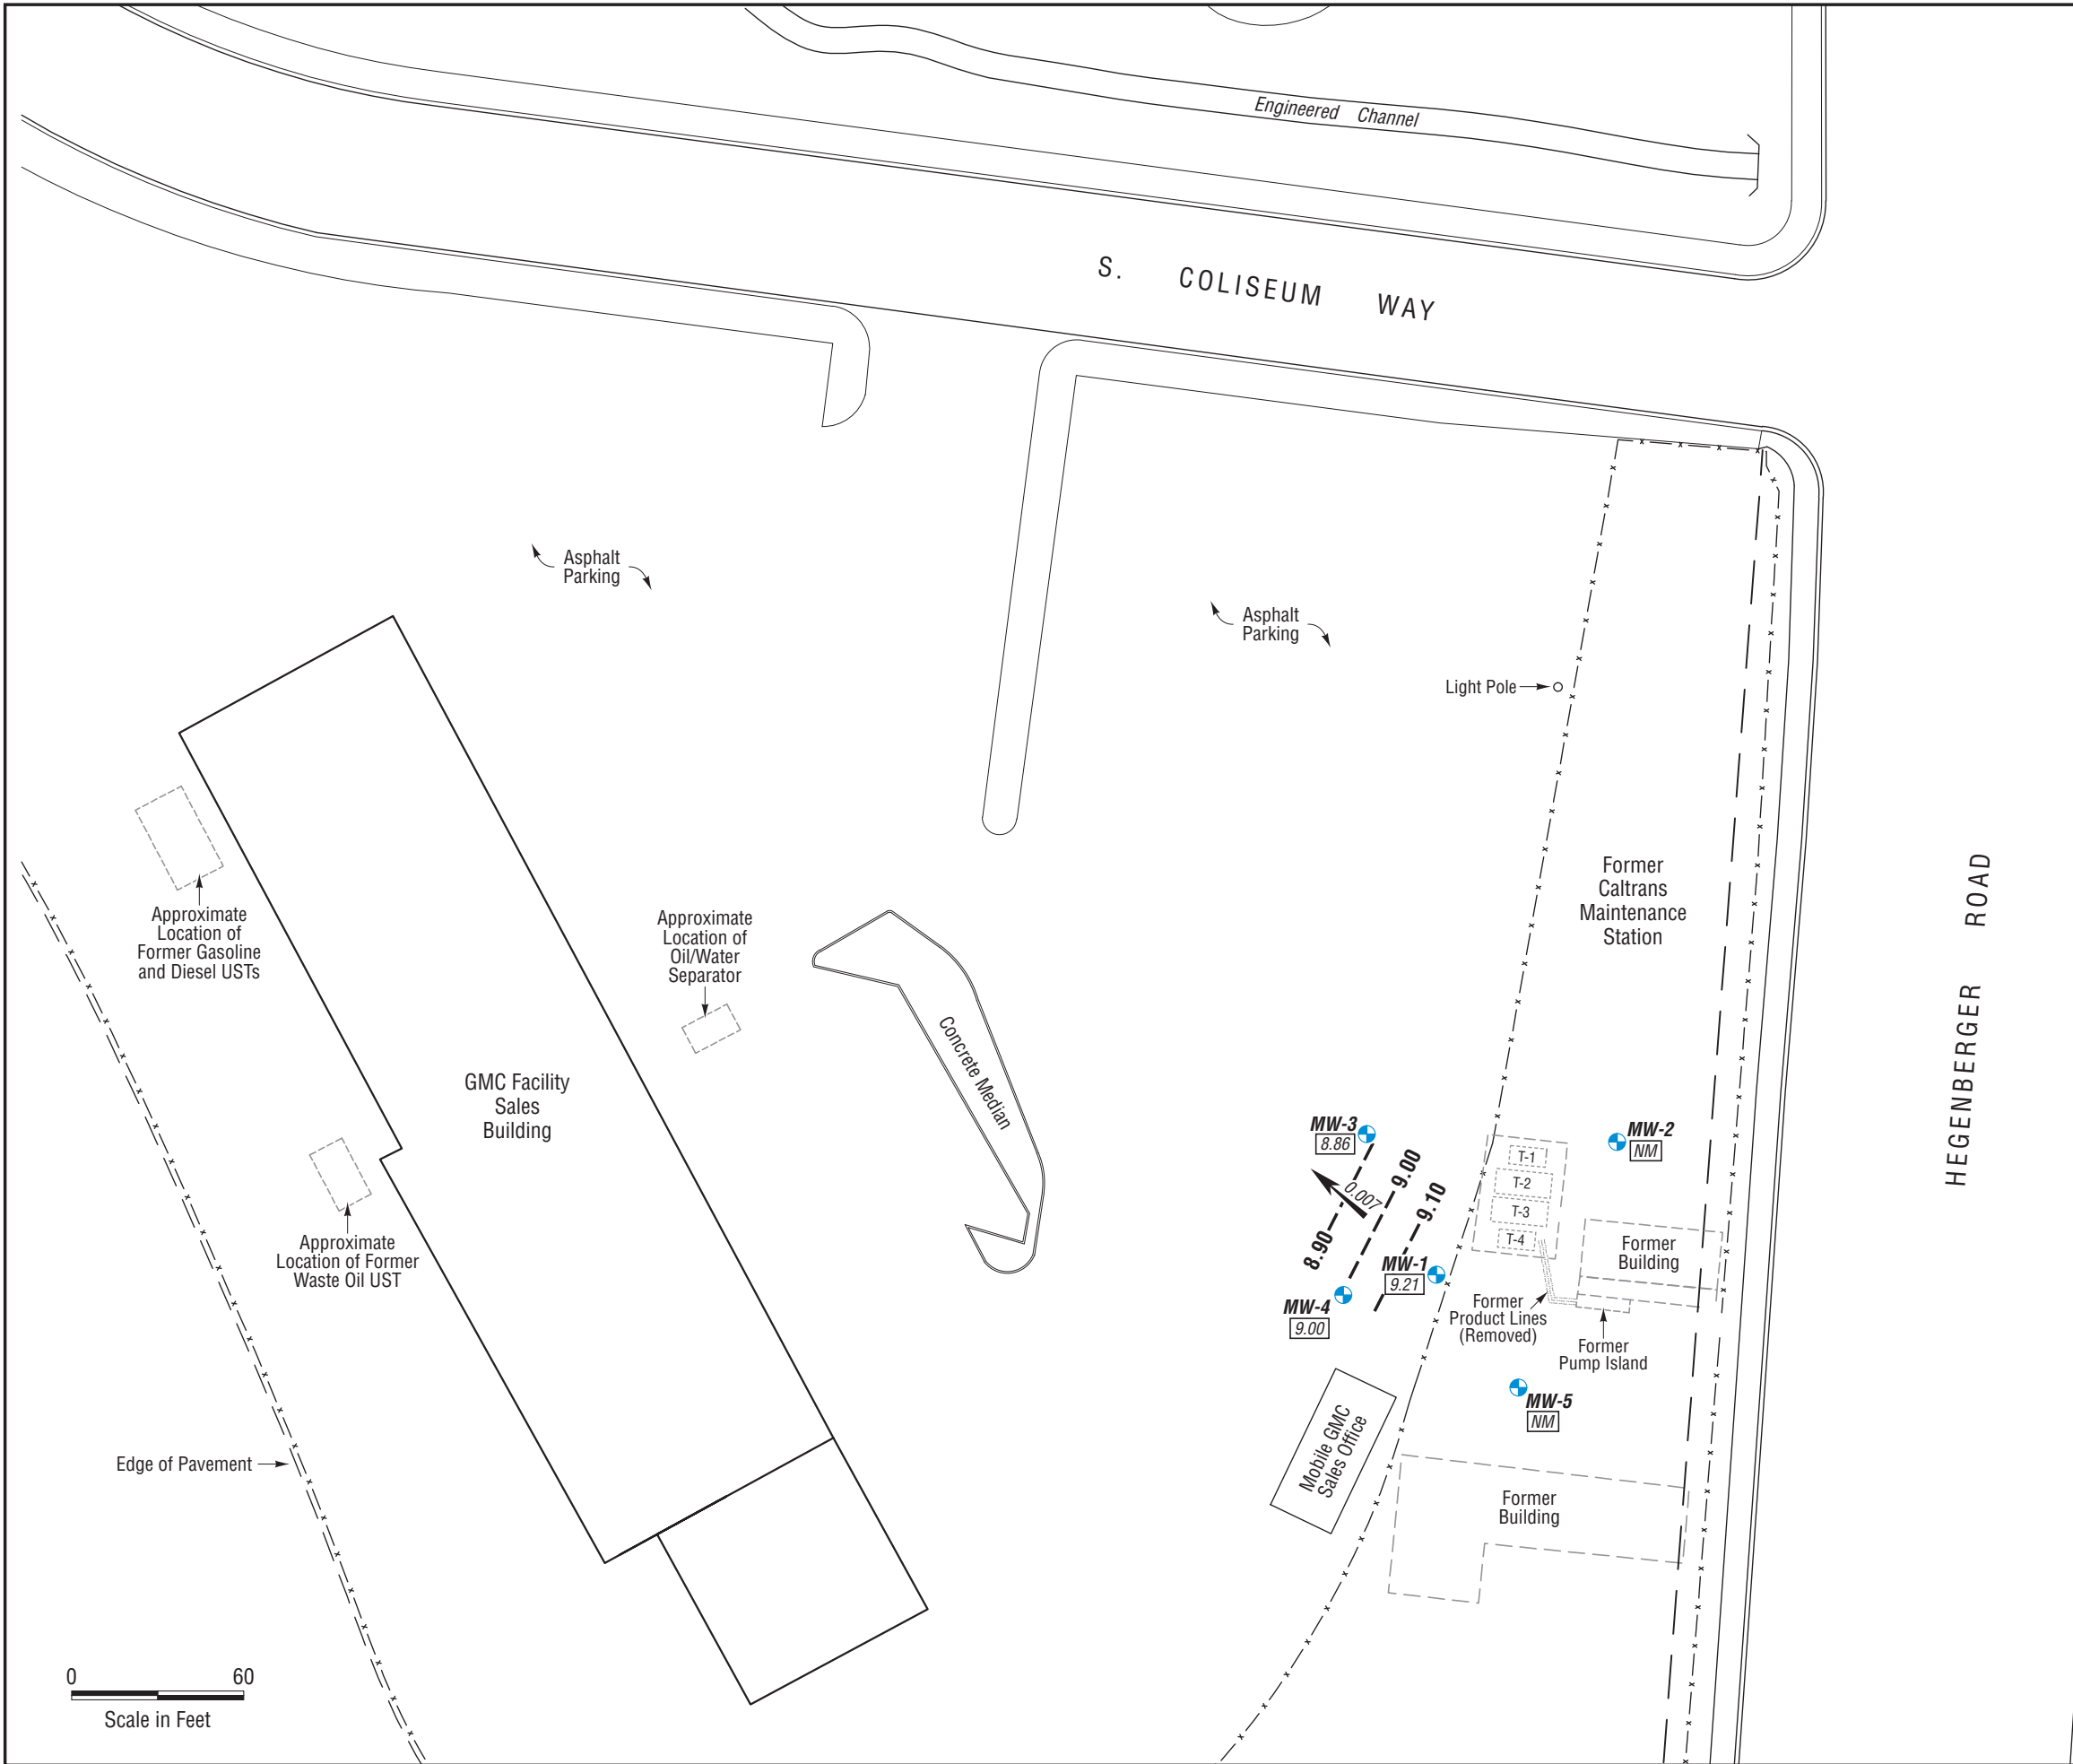 Engineered Channel
S. COLISEUM WAY
Asphalt
Parking
Asphalt
Parking
Light Pole
Former
Caltrans
Maintenance
Station
HEGENBERGER ROAD
Approximate
Location of
Former Gasoline
and Diesel USTs
Approximate
Location of
Oil/Water
Separator
Concrete Median
GMC Facility
Sales
Building
Approximate
Location of Former
Waste Oil UST
MW-3
8.86
MW-2
NM
9.00
9.10
0.007
8.90
T-1
T-2
T-3
T-4
Former
Building
MW-1
9.21
MW-4
9.00
Former
Product Lines
(Removed)
Former
Pump Island
MW-5
NM
Mobile GMC
Sales Office
Edge of Pavement
Former
Building
0 60
Scale in Feet